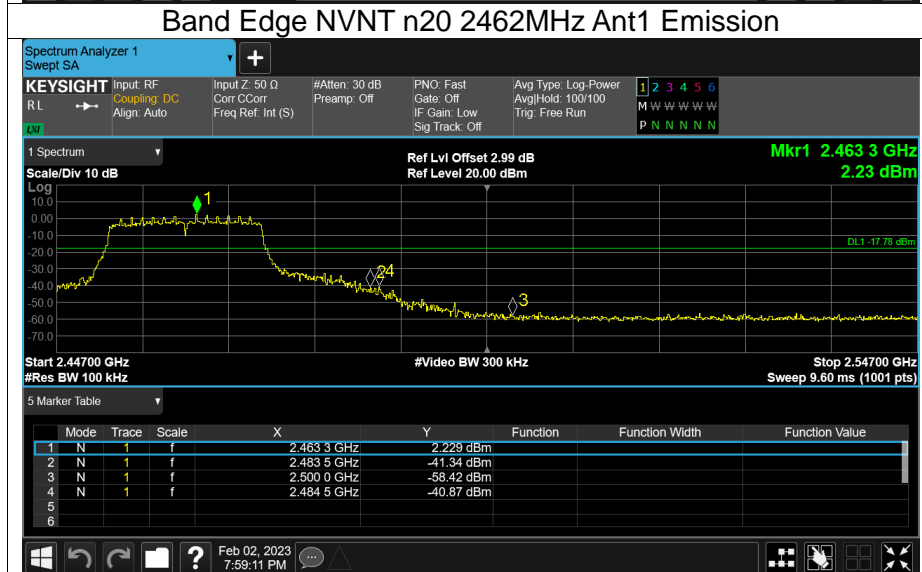 Band Edge NVNT n20 2462MHz Ant1 Emission
Spectrum Analyzer 1
Swept SA
+
KEYSIGHT Input: RF Input Z: 50 Ω #Atten: 30 dB PNO: Fast Avg Type: Log-Power 1 2 3 4 5 6
RL Coupling: DC Corr CCorr Preamp: Off Gate: Off Avg|Hold: 100/100 M W W W W W
Align: Auto Freq Ref: Int (S) IF Gain: Low Trig: Free Run
LXI Sig Track: Off P N N N N N
1 Spectrum Ref Lvl Offset 2.99 dB Mkr1 2.463 3 GHz
Scale/Div 10 dB Ref Level 20.00 dBm 2.23 dBm
Log
10.0 1
0.00
-10.0
DL1 -17.78 dBm
-20.0
-30.0 2 4
-40.0
-50.0 3
-60.0
-70.0
Start 2.44700 GHz #Video BW 300 kHz Stop 2.54700 GHz
#Res BW 100 kHz Sweep 9.60 ms (1001 pts)
5 Marker Table
Mode Trace Scale X Y Function Function Width Function Value
1 N 1 f 2.463 3 GHz 2.229 dBm
2 N 1 f 2.483 5 GHz -41.34 dBm
3 N 1 f 2.500 0 GHz -58.42 dBm
4 N 1 f 2.484 5 GHz -40.87 dBm
5
6
? Feb 02, 2023
7:59:11 PM